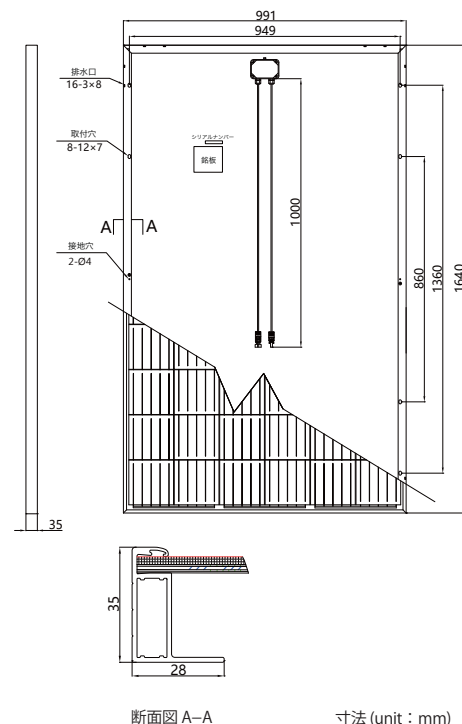 991
949
排水口
16-3×8
取付穴
8-12×7
シリアルナンバー
銘板
A
A
接地穴
2-Ø4
1000
860
1360
1640
35
35
28
断面図 A–A
寸法 (unit：mm)